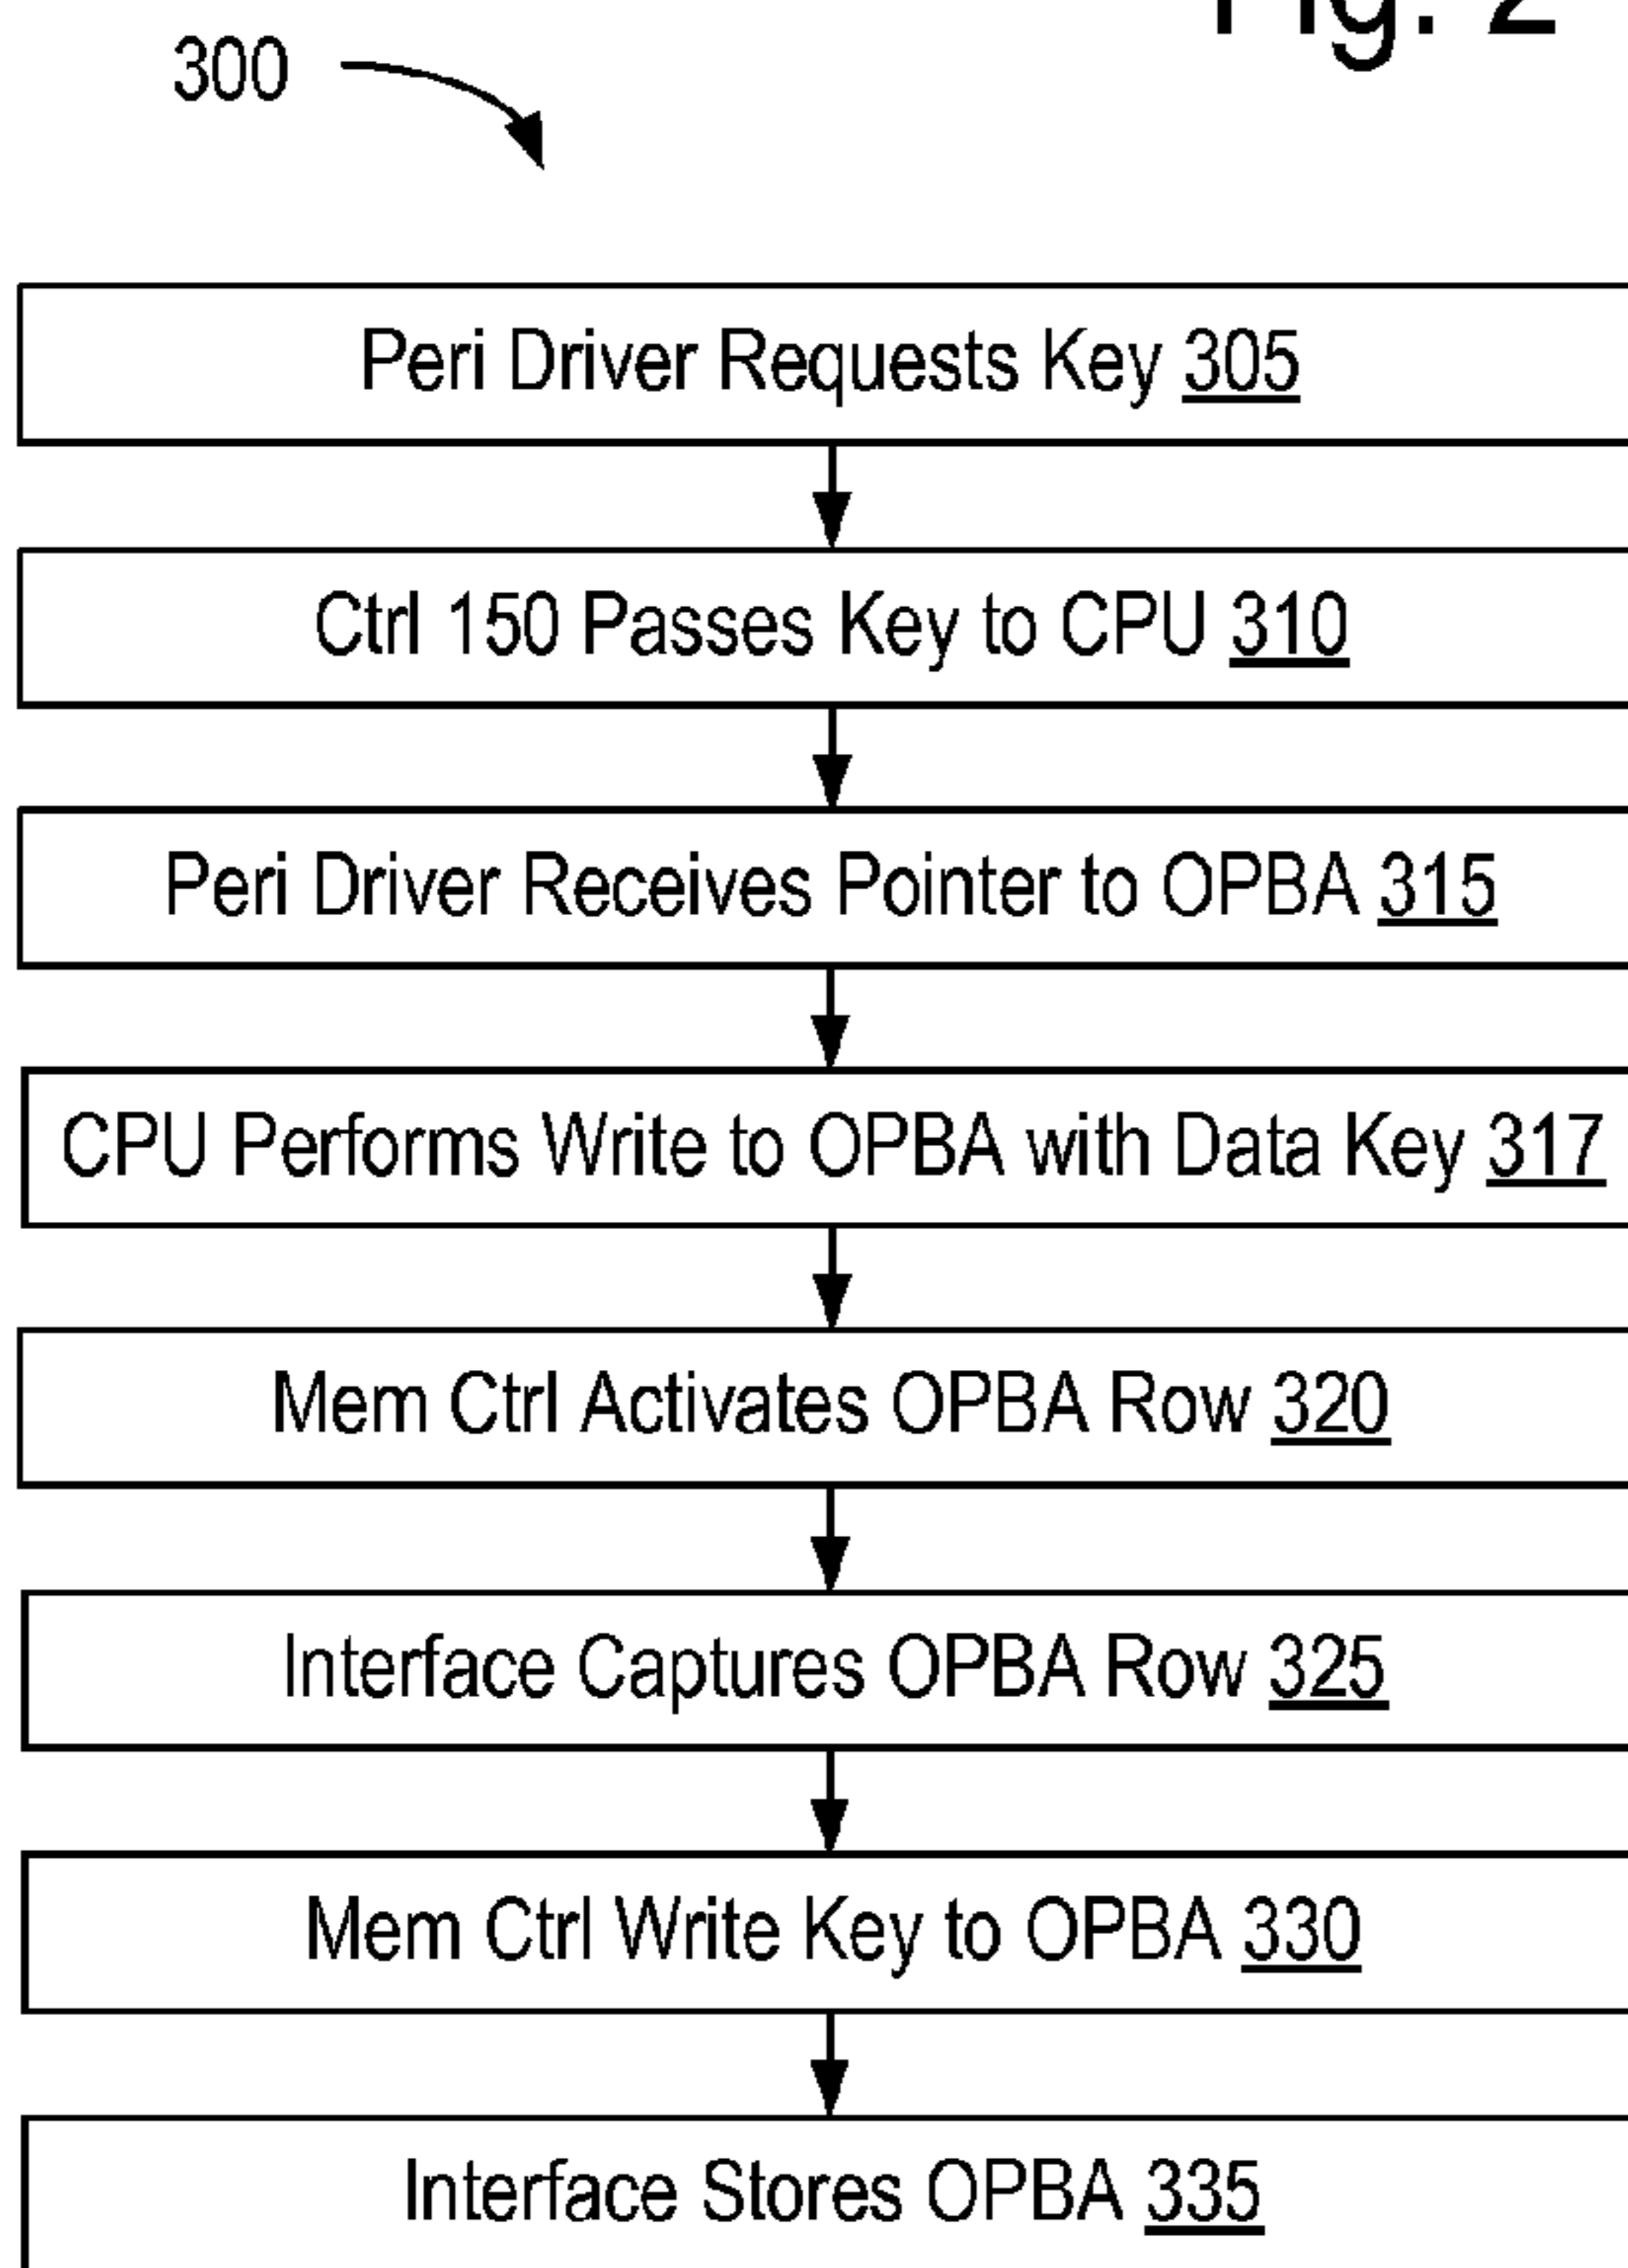 Fig. 2
300
Peri Driver Requests Key 305
Ctrl 150 Passes Key to CPU 310
Peri Driver Receives Pointer to OPBA 315
CPU Performs Write to OPBA with Data Key 317
Mem Ctrl Activates OPBA Row 320
Interface Captures OPBA Row 325
Mem Ctrl Write Key to OPBA 330
Interface Stores OPBA 335